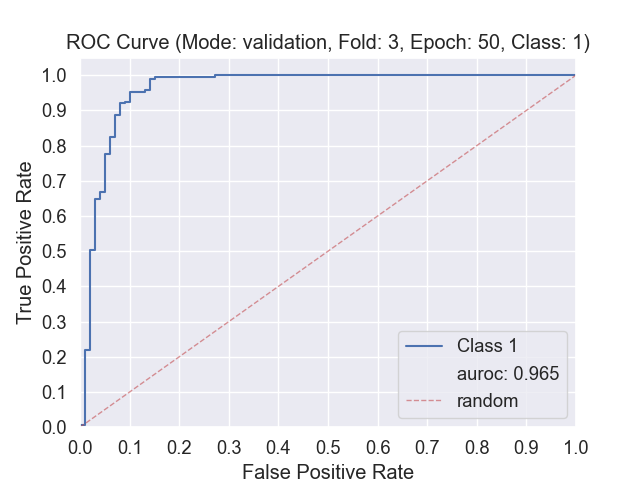 ROC Curve (Mode: validation, Fold: 3, Epoch: 50, Class: 1)
1.0
0.9
0.8
0.7
0.6
0.5
0.4
0.3
0.2
0.1
0.0
True Positive Rate
Class 1
auroc: 0.965
random
0.0 0.1 0.2 0.3 0.4 0.5 0.6 0.7 0.8 0.9 1.0
False Positive Rate